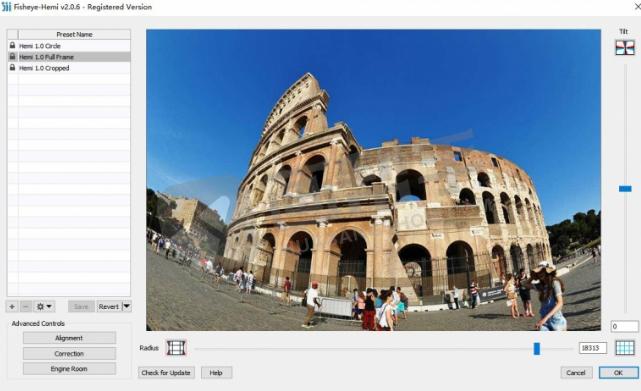 Fisheye-Hemi v2.0.6 - Registered Version
Preset Name
Tilt
Hemi 1.0 Circle
Hemi 1.0 Full Frame
Hemi 1.0 Cropped
+ − Save Revert
0
Advanced Controls
Alignment
Radius
18313
Correction
Engine Room
Check for Update
Help
Cancel
OK